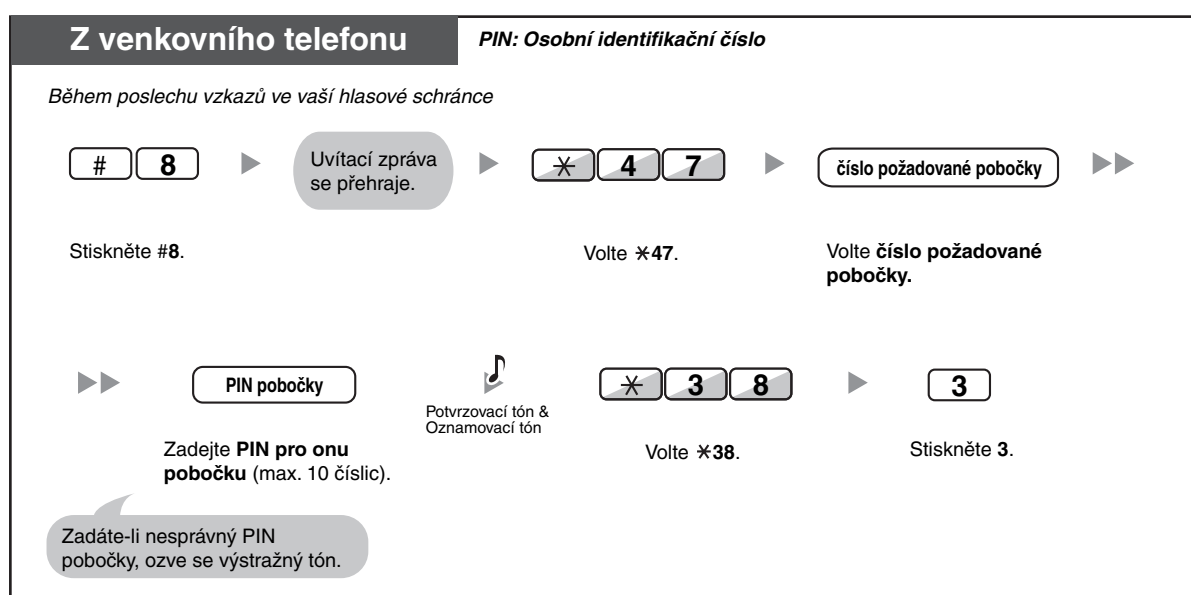 Z venkovního telefonu
PIN: Osobní identifikační číslo
Během poslechu vzkazů ve vaší hlasové schránce
# 8
Uvítací zpráva
se přehraje.
* 4 7
číslo požadované pobočky
Stiskněte #8.
Volte *47.
Volte číslo požadované
pobočky.
PIN pobočky
Potvrzovací tón &
Oznamovací tón
* 3 8
3
Zadejte PIN pro onu
pobočku (max. 10 číslic).
Volte *38.
Stiskněte 3.
Zadáte-li nesprávný PIN
pobočky, ozve se výstražný tón.